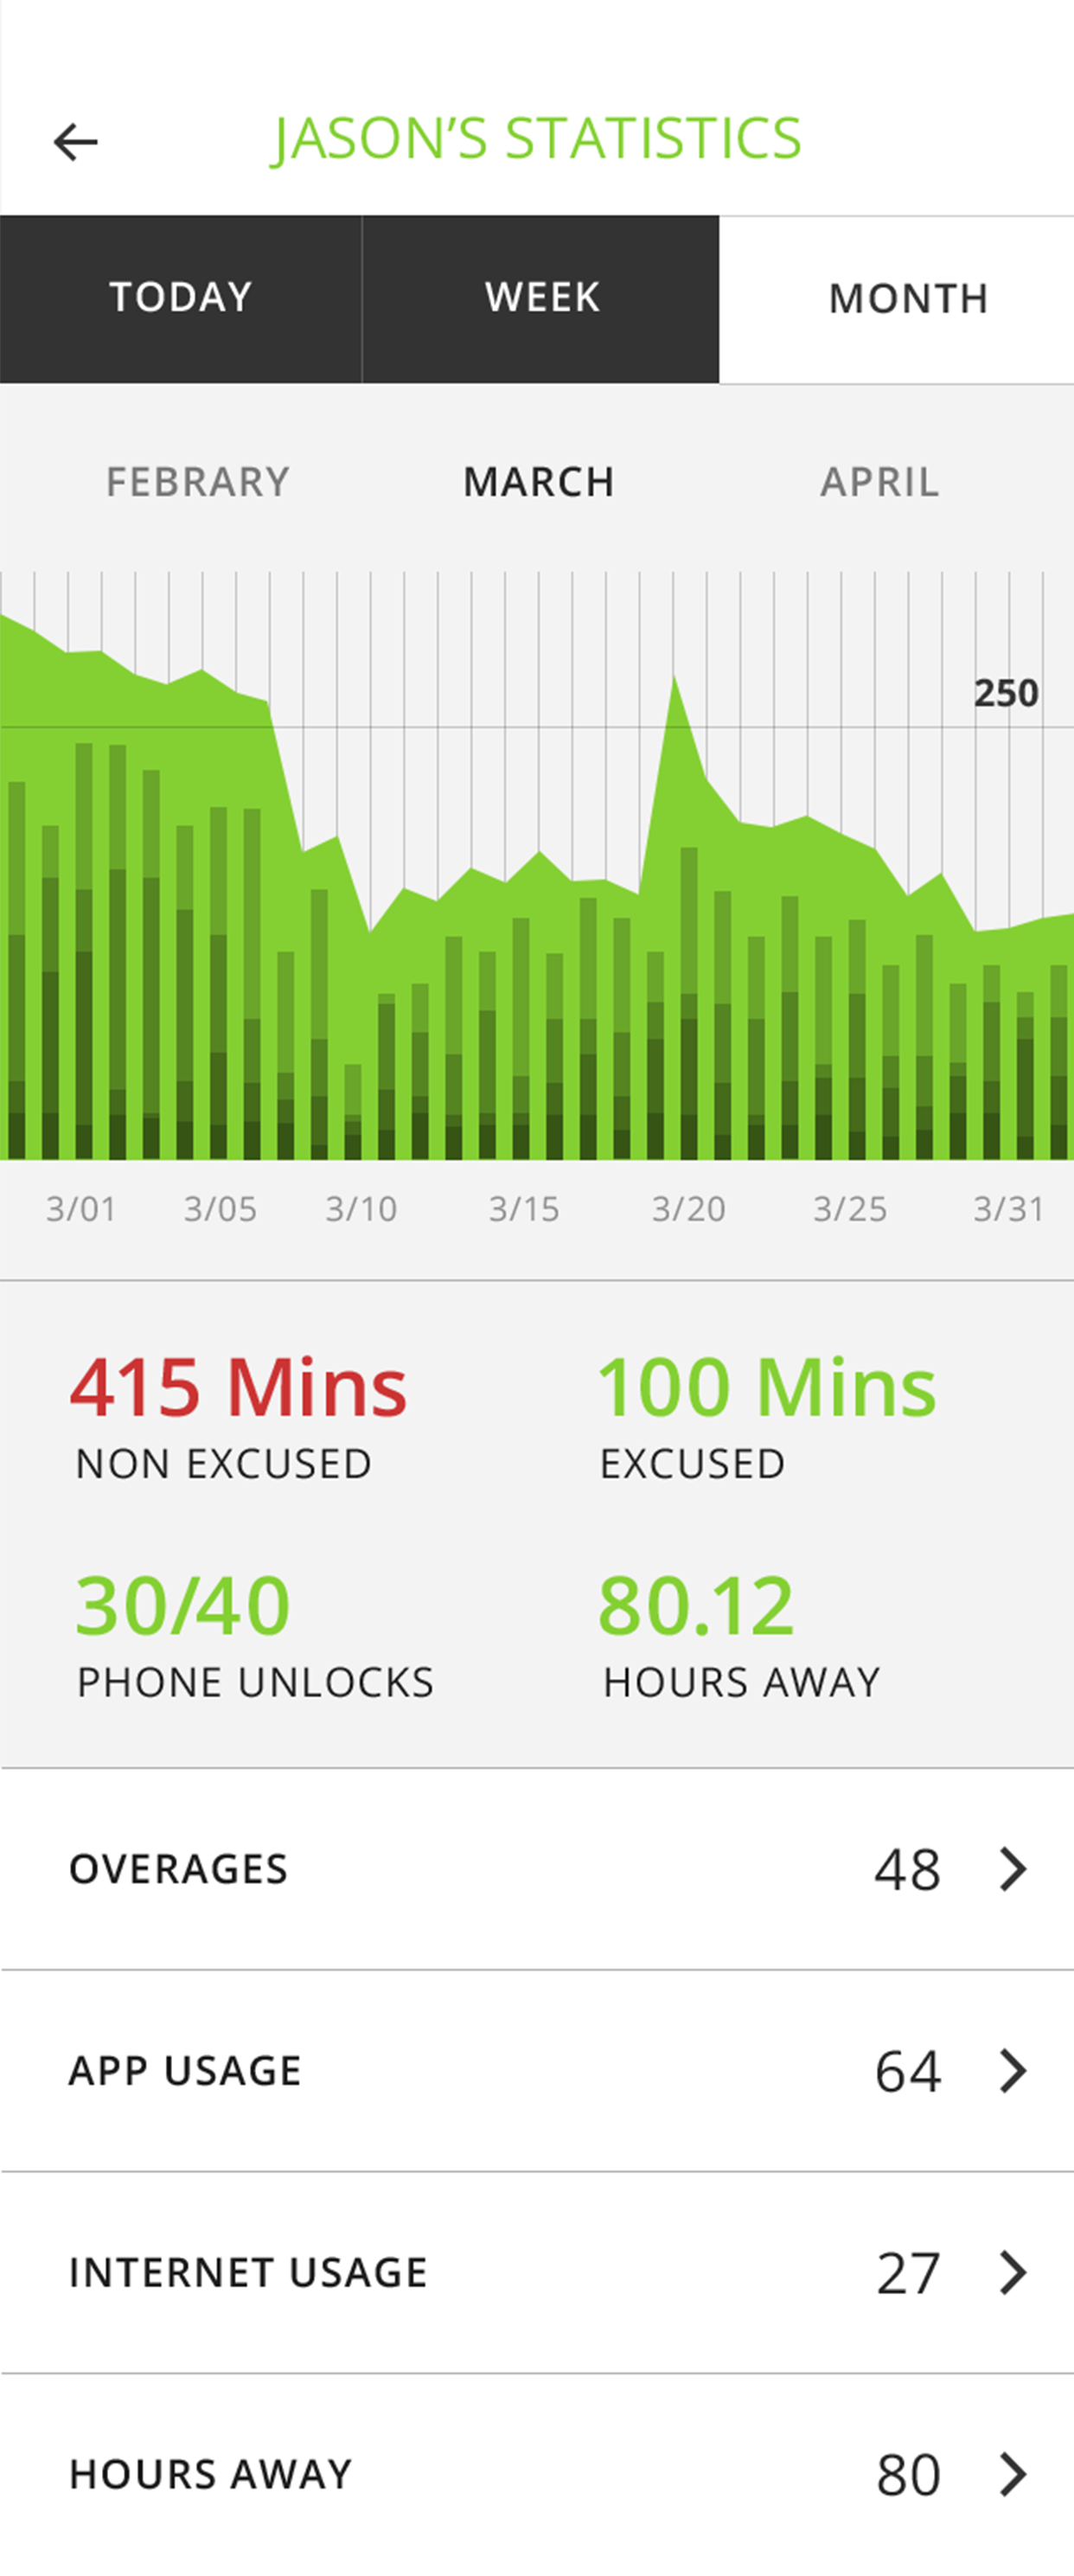 JASON'S STATISTICS
TODAY WEEK MONTH
FEBRARY MARCH APRIL
250
3/01 3/05 3/10 3/15 3/20 3/25 3/31
415 Mins 100 Mins
NON EXCUSED EXCUSED
30/40 80.12
PHONE UNLOCKS HOURS AWAY
OVERAGES 48
APP USAGE 64
INTERNET USAGE 27
HOURS AWAY 80